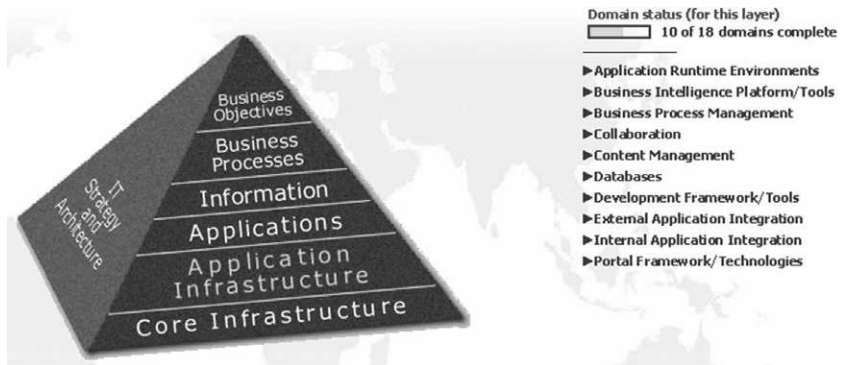 Business
Objectives
Business
Processes
Information
Applications
Application
Infrastructure
Core Infrastructure
IT
Strategy
and
Architecture
Domain status (for this layer)
10 of 18 domains complete
►Application Runtime Environments
►Business Intelligence Platform/Tools
►Business Process Management
►Collaboration
►Content Management
►Databases
►Development Framework/Tools
►External Application Integration
►Internal Application Integration
►Portal Framework/Technologies